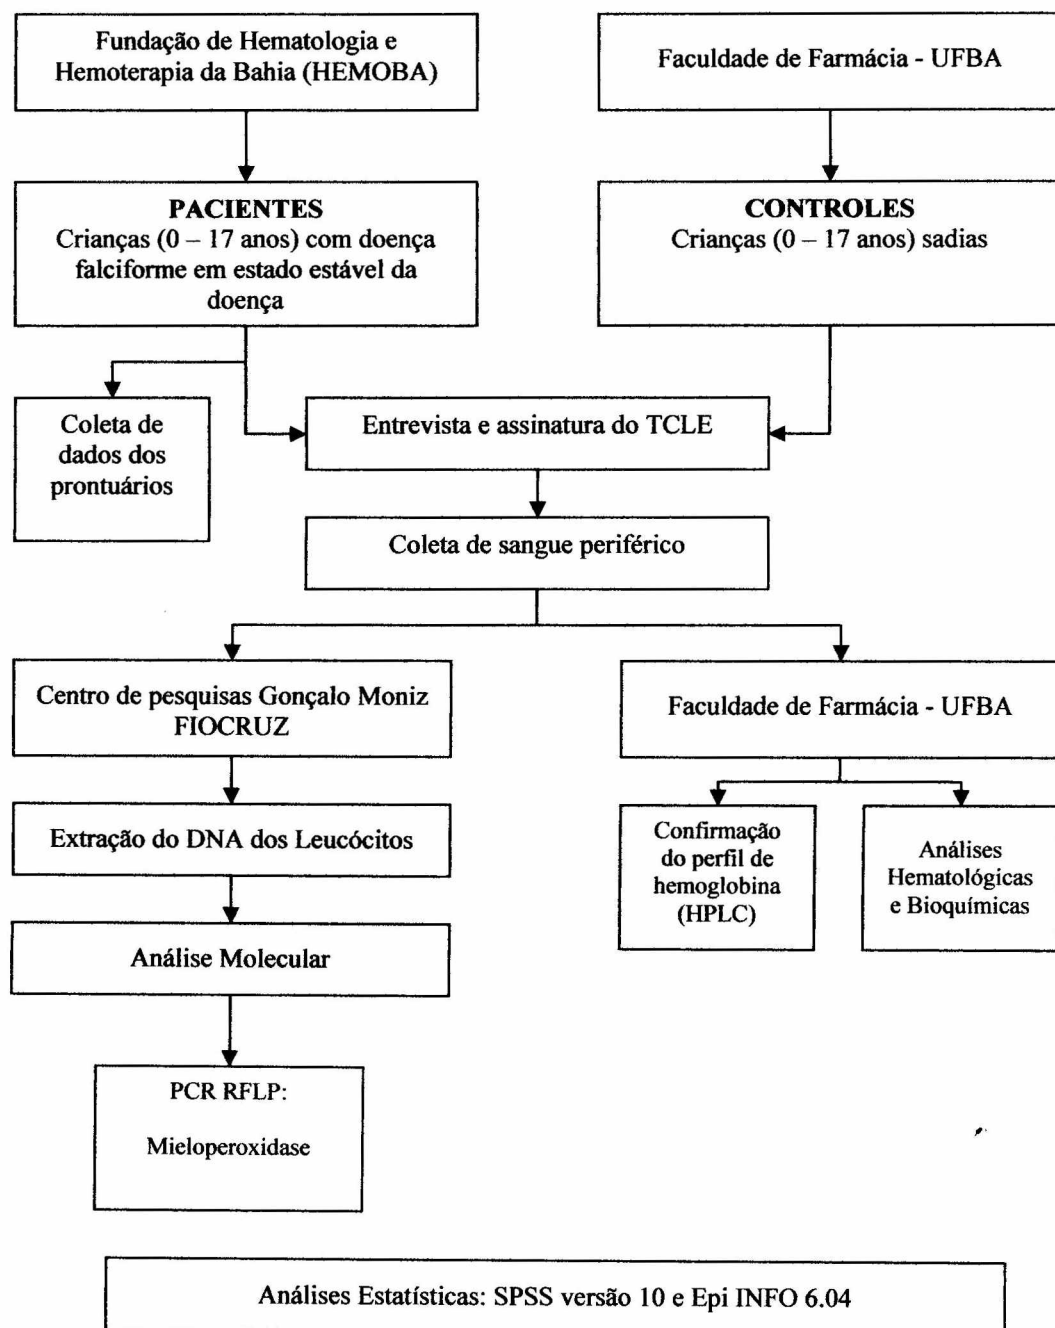 Fundação de Hematologia e
Hemoterapia da Bahia (HEMOBA)
Faculdade de Farmácia - UFBA
PACIENTES
Crianças (0 – 17 anos) com doença
falciforme em estado estável da
doença
CONTROLES
Crianças (0 – 17 anos) sadias
Coleta de
dados dos
prontuários
Entrevista e assinatura do TCLE
Coleta de sangue periférico
Centro de pesquisas Gonçalo Moniz
FIOCRUZ
Faculdade de Farmácia - UFBA
Extração do DNA dos Leucócitos
Confirmação
do perfil de
hemoglobina
(HPLC)
Análises
Hematológicas
e Bioquímicas
Análise Molecular
PCR RFLP:
Mieloperoxidase
Análises Estatísticas: SPSS versão 10 e Epi INFO 6.04